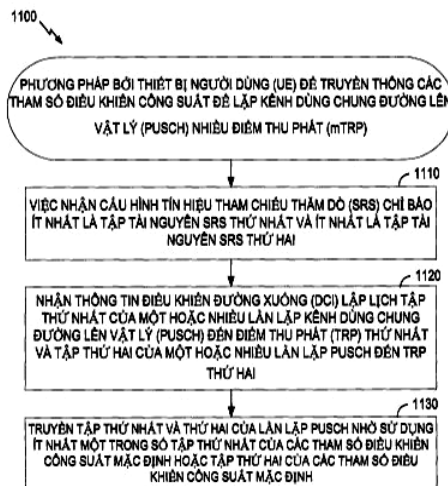 1100
PHƯƠNG PHÁP BỞI THIẾT BỊ NGƯỜI DÙNG (UE) ĐỂ TRUYỀN THÔNG CÁC
THAM SỐ ĐIỀU KHIỂN CÔNG SUẤT ĐỂ LẶP KÊNH DÙNG CHUNG ĐƯỜNG LÊN
VẬT LÝ (PUSCH) NHIỀU ĐIỂM THU PHÁT (mTRP)
1110
VIỆC NHẬN CẤU HÌNH TÍN HIỆU THAM CHIẾU THĂM DÒ (SRS) CHỈ BÁO
ÍT NHẤT LÀ TẬP TÀI NGUYÊN SRS THỨ NHẤT VÀ ÍT NHẤT LÀ TẬP TÀI
NGUYÊN SRS THỨ HAI
1120
NHẬN THÔNG TIN ĐIỀU KHIỂN ĐƯỜNG XUỐNG (DCI) LẬP LỊCH TẬP
THỨ NHẤT CỦA MỘT HOẶC NHIỀU LẦN LẶP KÊNH DÙNG CHUNG
ĐƯỜNG LÊN VẬT LÝ (PUSCH) ĐẾN ĐIỂM THU PHÁT (TRP) THỨ NHẤT
VÀ TẬP THỨ HAI CỦA MỘT HOẶC NHIỀU LẦN LẶP PUSCH ĐẾN TRP
THỨ HAI
1130
TRUYỀN TẬP THỨ NHẤT VÀ THỨ HAI CỦA LẦN LẶP PUSCH NHỜ SỬ DỤNG
ÍT NHẤT MỘT TRONG SỐ TẬP THỨ NHẤT CỦA CÁC THAM SỐ ĐIỀU KHIỂN
CÔNG SUẤT MẶC ĐỊNH HOẶC TẬP THỨ HAI CỦA CÁC THAM SỐ ĐIỀU
KHIỂN CÔNG SUẤT MẶC ĐỊNH